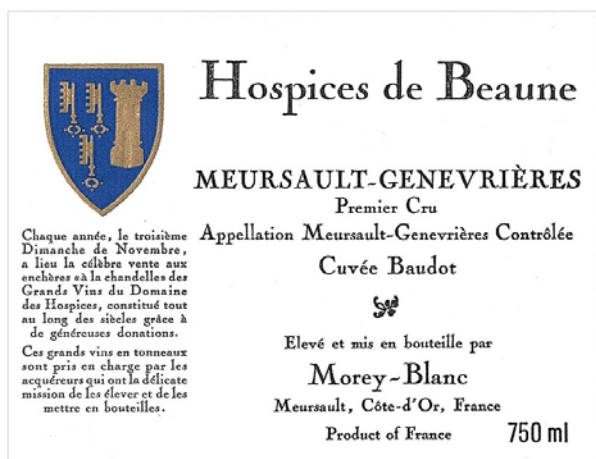 Hospices de Beaune
MEURSAULT-GENEVRIÈRES
Premier Cru
Appellation Meursault-Genevrières Contrôlée
Cuvée Baudot
Elevé et mis en bouteille par
Morey-Blanc
Meursault, Côte-d'Or, France
Product of France 750 ml
Chaque année, le troisième
Dimanche de Novembre,
a lieu la célèbre vente aux
enchères «à la chandelle» des
Grands Vins du Domaine
des Hospices, constitué tout
au long des siècles grâce à
de généreuses donations.
Ces grands vins en tonneaux
sont pris en charge par les
acquéreurs qui ont la délicate
mission de les élever et de les
mettre en bouteilles.